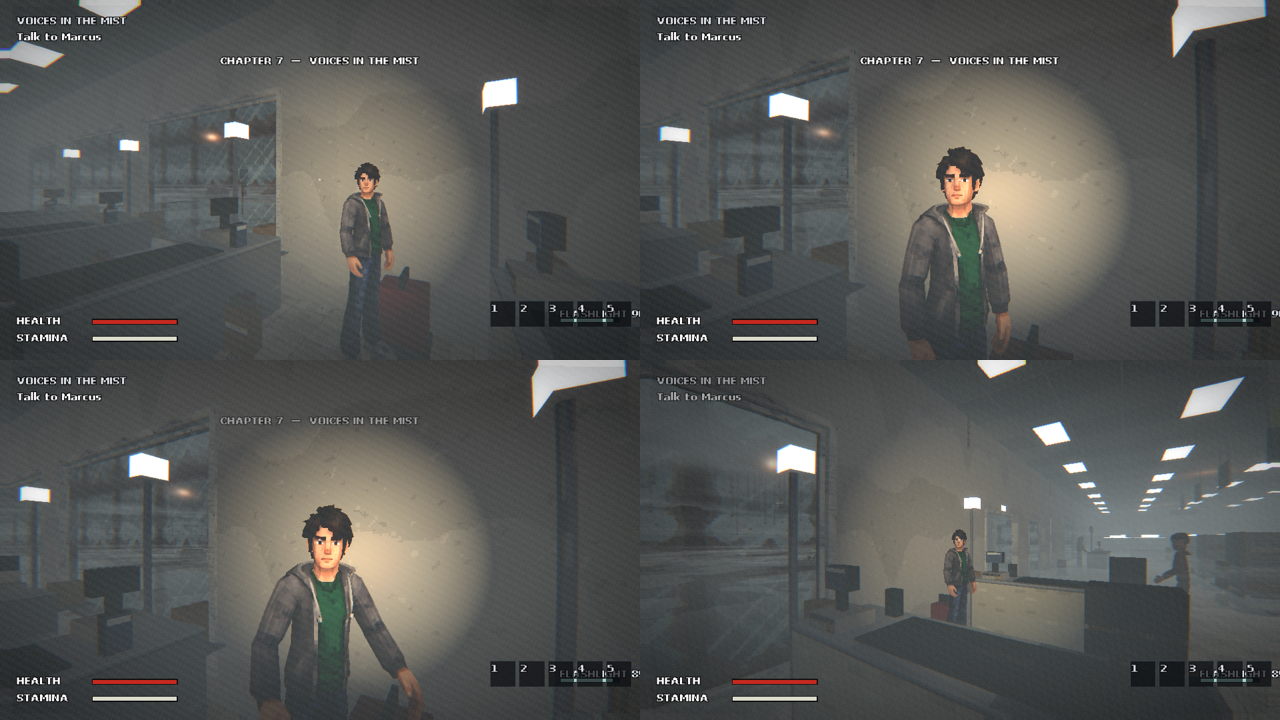 VOICES IN THE MIST
Talk to Marcus
CHAPTER 7 — VOICES IN THE MIST
HEALTH
STAMINA
1 2 3 4 5
FLASHLIGHT
VOICES IN THE MIST
Talk to Marcus
CHAPTER 7 — VOICES IN THE MIST
HEALTH
STAMINA
1 2 3 4 5
FLASHLIGHT
VOICES IN THE MIST
Talk to Marcus
CHAPTER 7 — VOICES IN THE MIST
HEALTH
STAMINA
1 2 3 4 5
FLASHLIGHT
VOICES IN THE MIST
Talk to Marcus
HEALTH
STAMINA
1 2 3 4 5
FLASHLIGHT